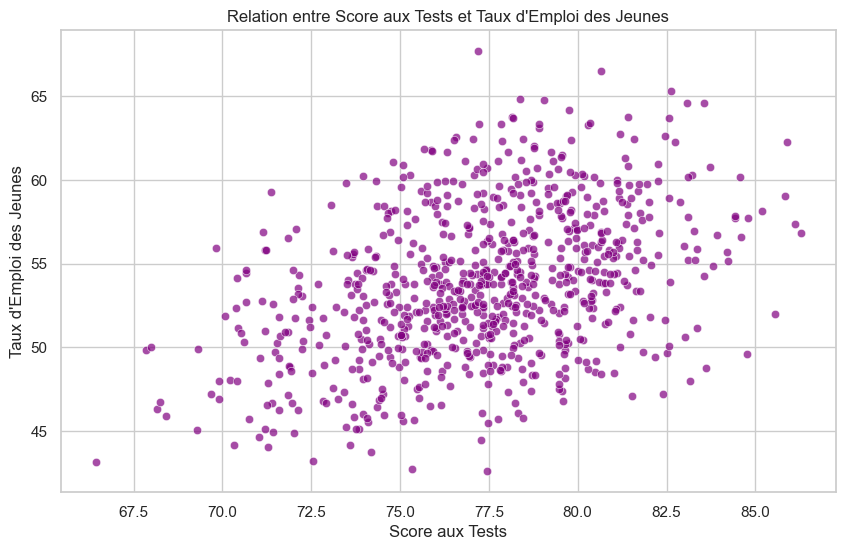 Relation entre Score aux Tests et Taux d'Emploi des Jeunes
Taux d'Emploi des Jeunes
65
60
55
50
45
67.5 70.0 72.5 75.0 77.5 80.0 82.5 85.0
Score aux Tests